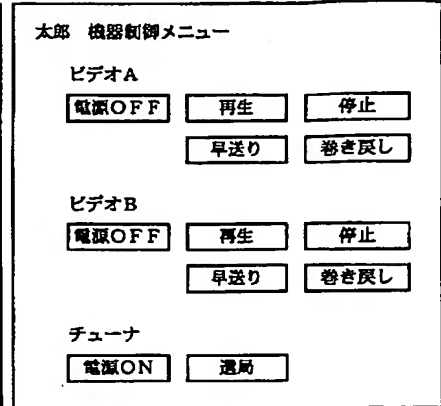 太郎 機器制御メニュー
ビデオA
電源OFF 再生 停止
早送り 巻き戻し
ビデオB
電源OFF 再生 停止
早送り 巻き戻し
チューナ
電源ON 選局